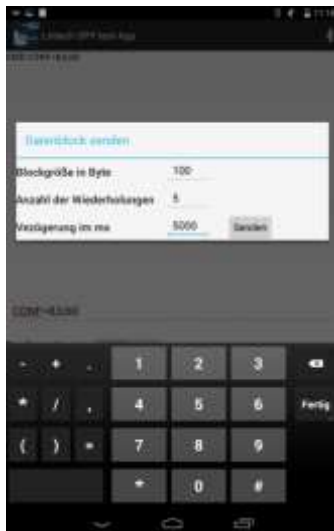 Datenblock senden
Blockgröße in Byte 100
Anzahl der Wiederholungen 5
Verzögerung im ms 5000 Senden
- + . 1 2 3
* / , 4 5 6 Fertig
( ) = 7 8 9
* 0 #